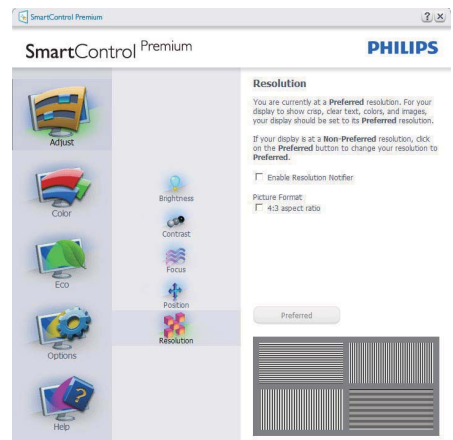 SmartControl Premium
SmartControl Premium
PHILIPS
Adjust
Color
Eco
Options
Help
Brightness
Contrast
Focus
Position
Resolution
Resolution
You are currently at a Preferred resolution. For your
display to show crisp, clear text, colors, and images,
your display should be set to its Preferred resolution.
If your display is at a Non-Preferred resolution, click
on the Preferred button to change your resolution to
Preferred.
Enable Resolution Notifier
Picture Format
4:3 aspect ratio
Preferred